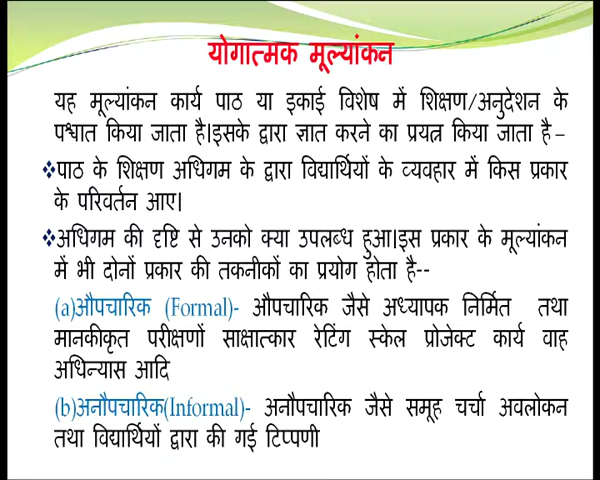 योगात्मक मूल्यांकन
यह मूल्यांकन कार्य पाठ या इकाई विशेष में शिक्षण/अनुदेशन के
पश्चात किया जाता है।इसके द्वारा ज्ञात करने का प्रयत्न किया जाता है –
❖पाठ के शिक्षण अधिगम के द्वारा विद्यार्थियों के व्यवहार में किस प्रकार
के परिवर्तन आए।
❖अधिगम की दृष्टि से उनको क्या उपलब्ध हुआ।इस प्रकार के मूल्यांकन
में भी दोनों प्रकार की तकनीकों का प्रयोग होता है--
(a)औपचारिक (Formal)- औपचारिक जैसे अध्यापक निर्मित तथा
मानकीकृत परीक्षणों साक्षात्कार रेटिंग स्केल प्रोजेक्ट कार्य वाह
अधिन्यास आदि
(b)अनौपचारिक(Informal)- अनौपचारिक जैसे समूह चर्चा अवलोकन
तथा विद्यार्थियों द्वारा की गई टिप्पणी